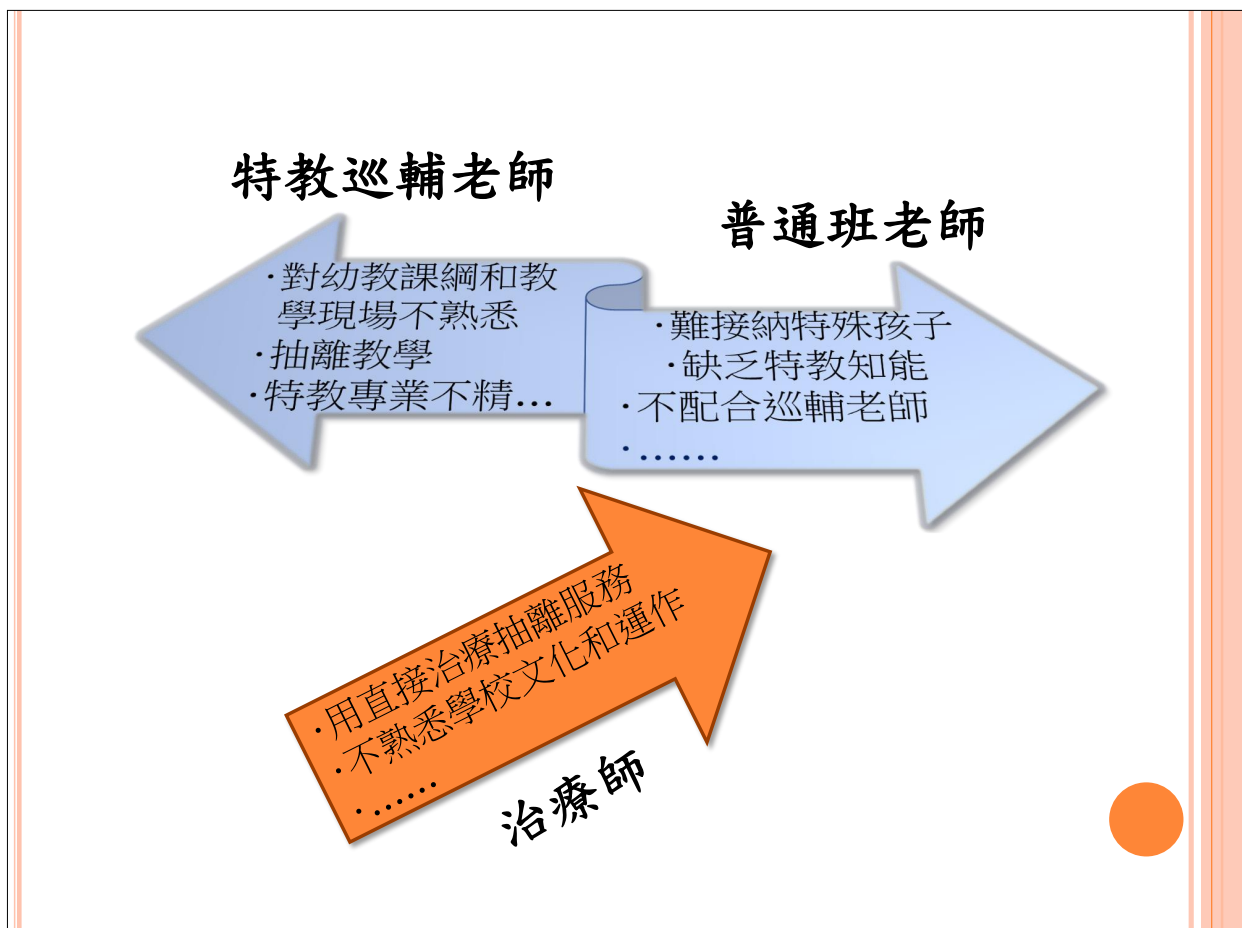 特教巡輔老師
·對幼教課綱和教
學現場不熟悉
·抽離教學
·特教專業不精...
普通班老師
·難接納特殊孩子
·缺乏特教知能
·不配合巡輔老師
·......
·用直接治療抽離服務
·不熟悉學校文化和運作
·......
治療師